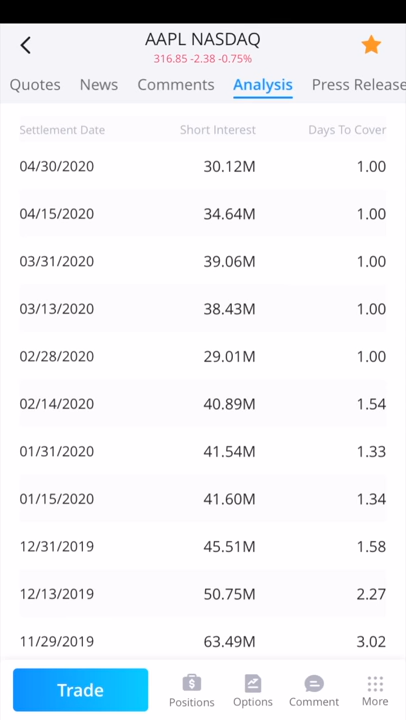 AAPL NASDAQ
316.85 -2.38 -0.75%
Quotes News Comments Analysis Press Release
Settlement Date Short Interest Days To Cover
04/30/2020 30.12M 1.00
04/15/2020 34.64M 1.00
03/31/2020 39.06M 1.00
03/13/2020 38.43M 1.00
02/28/2020 29.01M 1.00
02/14/2020 40.89M 1.54
01/31/2020 41.54M 1.33
01/15/2020 41.60M 1.34
12/31/2019 45.51M 1.58
12/13/2019 50.75M 2.27
11/29/2019 63.49M 3.02
Trade Positions Options Comment More